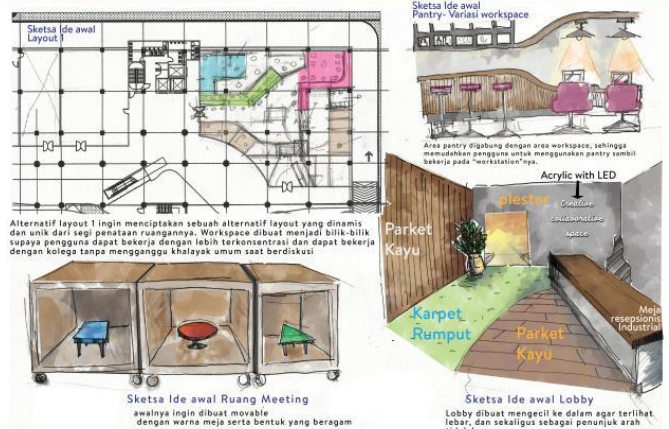 Sketsa Ide awal
Layout 1
Alternatif layout 1 ingin menciptakan sebuah alternatif layout yang dinamis
dan unik dari segi penataan ruangannya. Workspace dibuat menjadi bilik-bilik
supaya pengguna dapat bekerja dengan lebih terkonsentrasi dan dapat bekerja
dengan kolega tanpa mengganggu khalayak umum saat berdiskusi
Sketsa Ide awal
Pantry- Variasi workspace
Area pantry digabung dengan area workspace, sehingga
memudahkan pengguna untuk menggunakan pantry sambil
bekerja pada "workstation"nya.
Acrylic with LED
plester
Creative
collaborative
space
Parket
Kayu
Karpet
Rumput
Parket
Kayu
Meja
resepsionis
Industrial
Sketsa Ide awal Ruang Meeting
awalnya ingin dibuat movable
dengan warna meja serta bentuk yang beragam
Sketsa Ide awal Lobby
Lobby dibuat mengecil ke dalam agar terlihat
lebar, dan sekaligus sebagai penunjuk arah